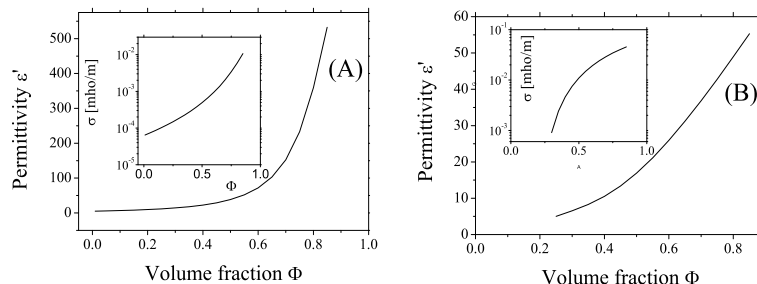 500
400
300
200
100
0
Permittivity ε'
0.0 0.2 0.4 0.6 0.8 1.0
Volume fraction Φ
(A)
10⁻²
10⁻³
10⁻⁴
10⁻⁵
σ [mho/m]
0.0 0.5 1.0
Φ
60
50
40
30
20
10
0
Permittivity ε'
0.0 0.2 0.4 0.6 0.8
Volume fraction Φ
(B)
10⁻¹
10⁻²
10⁻³
σ [mho/m]
0.0 0.5 1.0